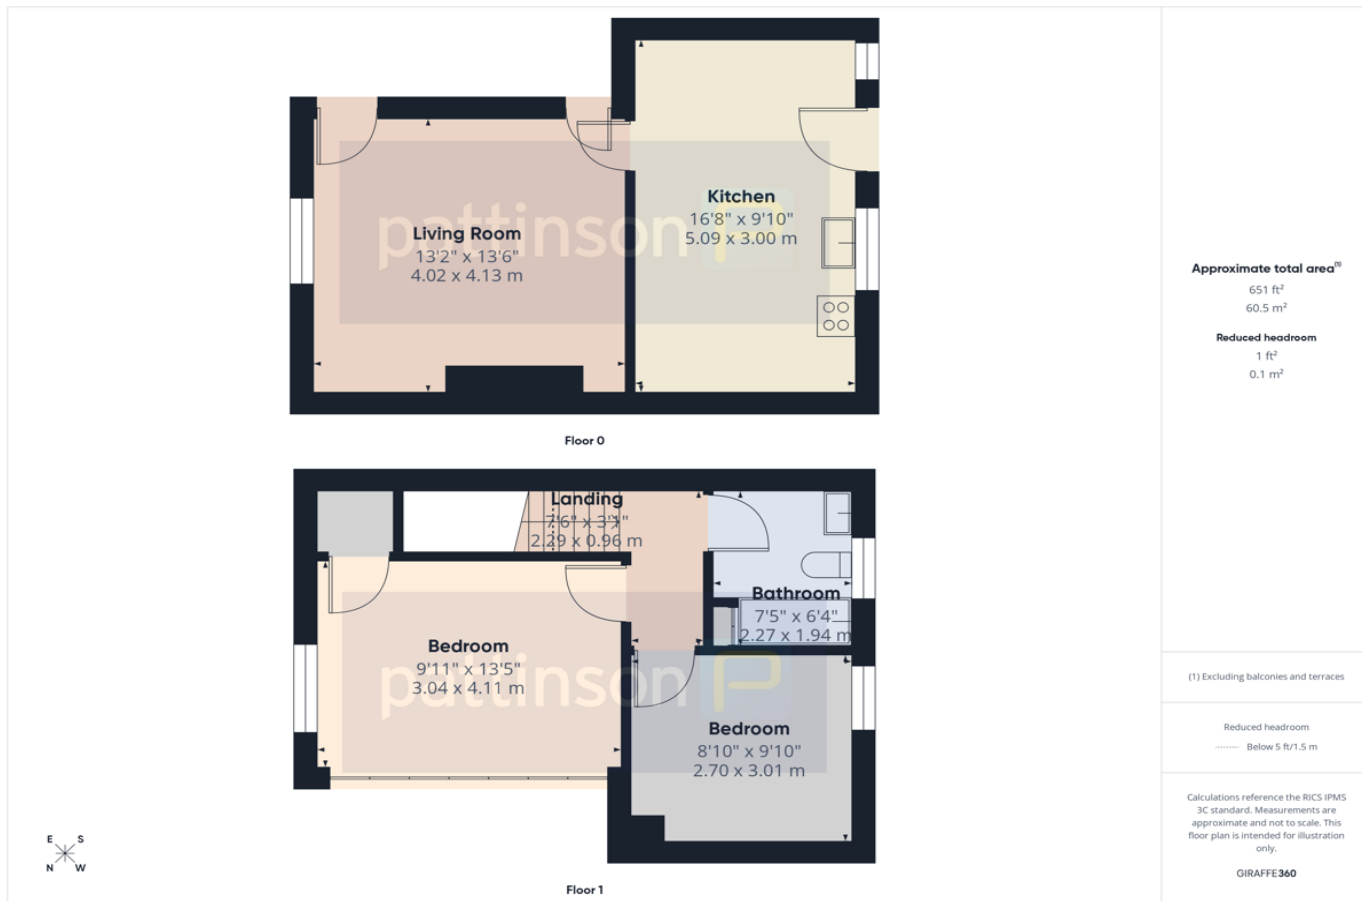 pattinson
Kitchen
16'8" x 9'10"
5.09 x 3.00 m
Living Room
13'2" x 13'6"
4.02 x 4.13 m
Floor 0
Landing
7'6" x 3'1"
2.29 x 0.96 m
Bathroom
7'5" x 6'4"
2.27 x 1.94 m
pattinson
Bedroom
9'11" x 13'5"
3.04 x 4.11 m
Bedroom
8'10" x 9'10"
2.70 x 3.01 m
Floor 1
E S
N W
Approximate total area(1)
651 ft²
60.5 m²
Reduced headroom
1 ft²
0.1 m²
(1) Excluding balconies and terraces
Reduced headroom
Below 5 ft/1.5 m
Calculations reference the RICS IPMS
3C standard. Measurements are
approximate and not to scale. This
floor plan is intended for illustration
only.
GIRAFFE360